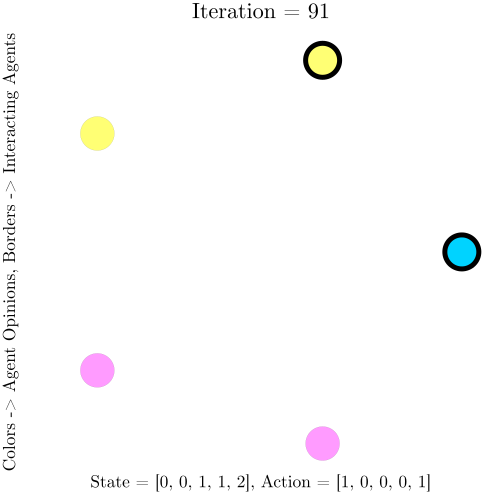 Iteration = 91
Colors -> Agent Opinions, Borders -> Interacting Agents
State = [0, 0, 1, 1, 2], Action = [1, 0, 0, 0, 1]